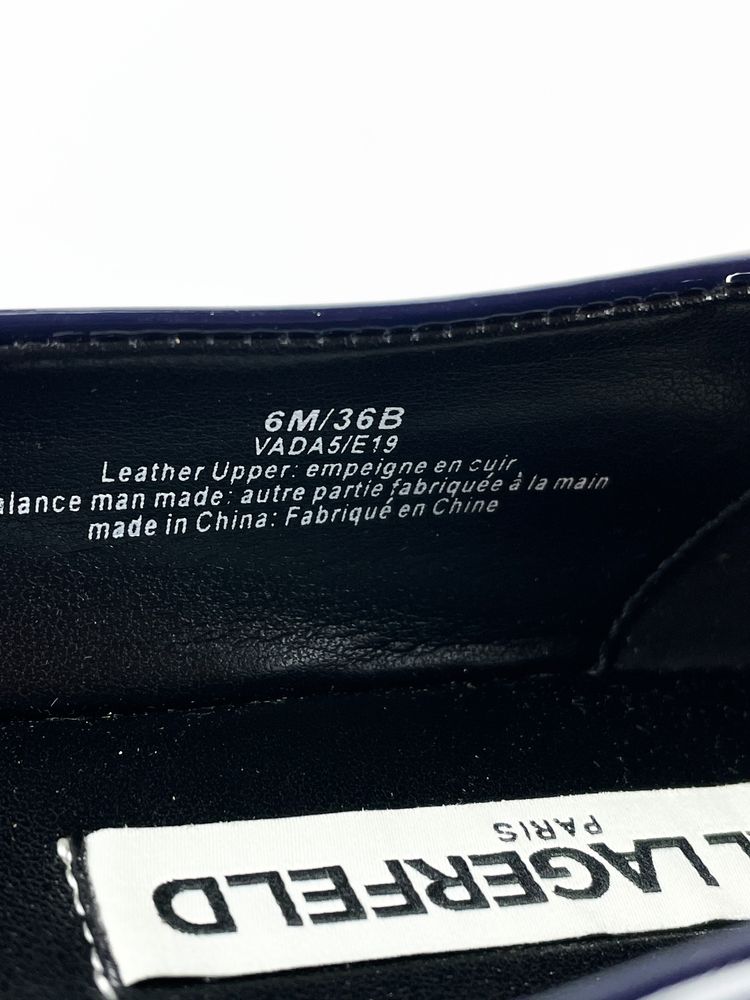 6M/36B
VADA5/E19
Leather Upper: empeigne en cuir
alance man made: autre partie fabriquée à la main
made in China: Fabriqué en Chine
L LAGERFELD
PARIS